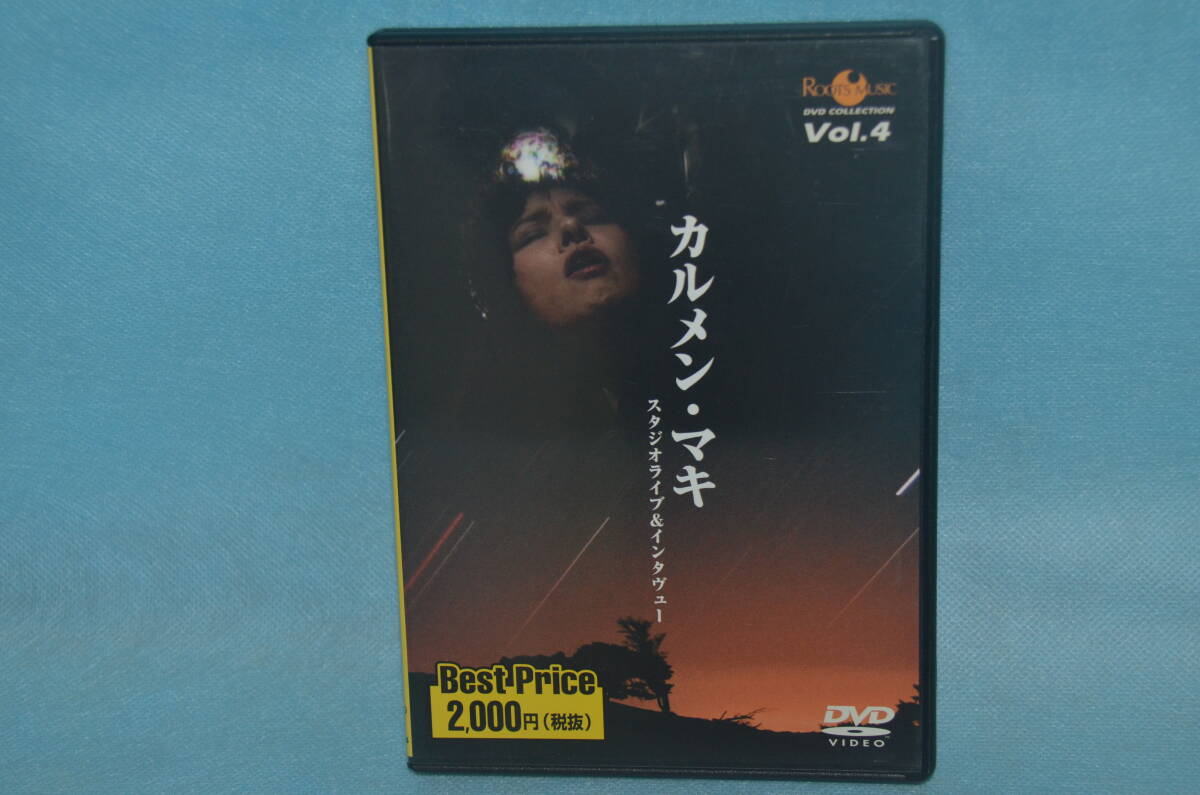 ROOTS MUSIC
DVD COLLECTION
Vol.4
カルメン・マキ
スタジオライブ&インタヴュー
Best Price
2,000円(税抜)
DVD
VIDEO